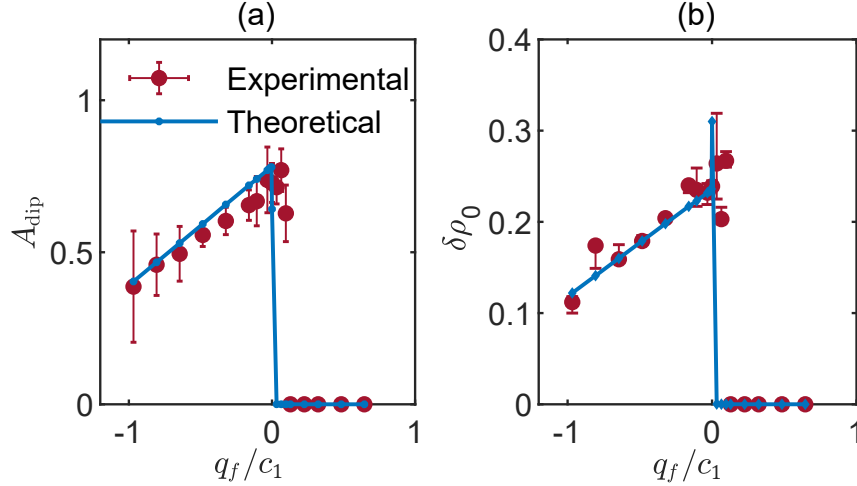 (a)
1
0.5
0
A_dip
-1
0
1
q_f/c_1
Experimental
Theoretical
(b)
0.4
0.3
0.2
0.1
0
δρ_0
-1
0
1
q_f/c_1